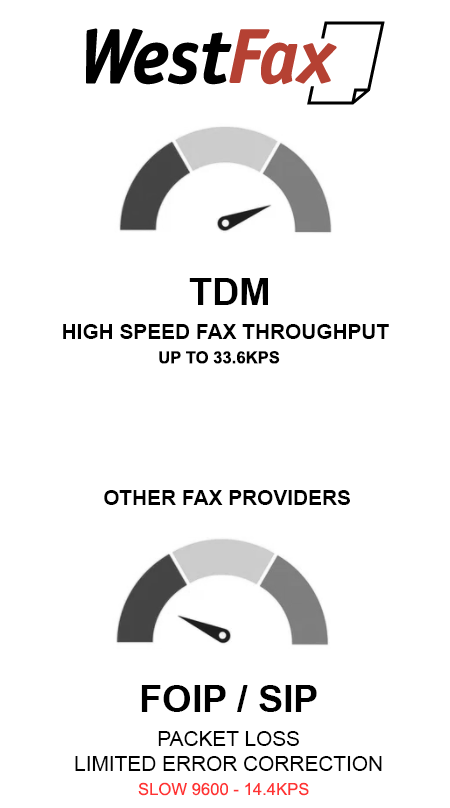 WestFax
TDM
HIGH SPEED FAX THROUGHPUT
UP TO 33.6KPS
OTHER FAX PROVIDERS
FOIP / SIP
PACKET LOSS
LIMITED ERROR CORRECTION
SLOW 9600 - 14.4KPS